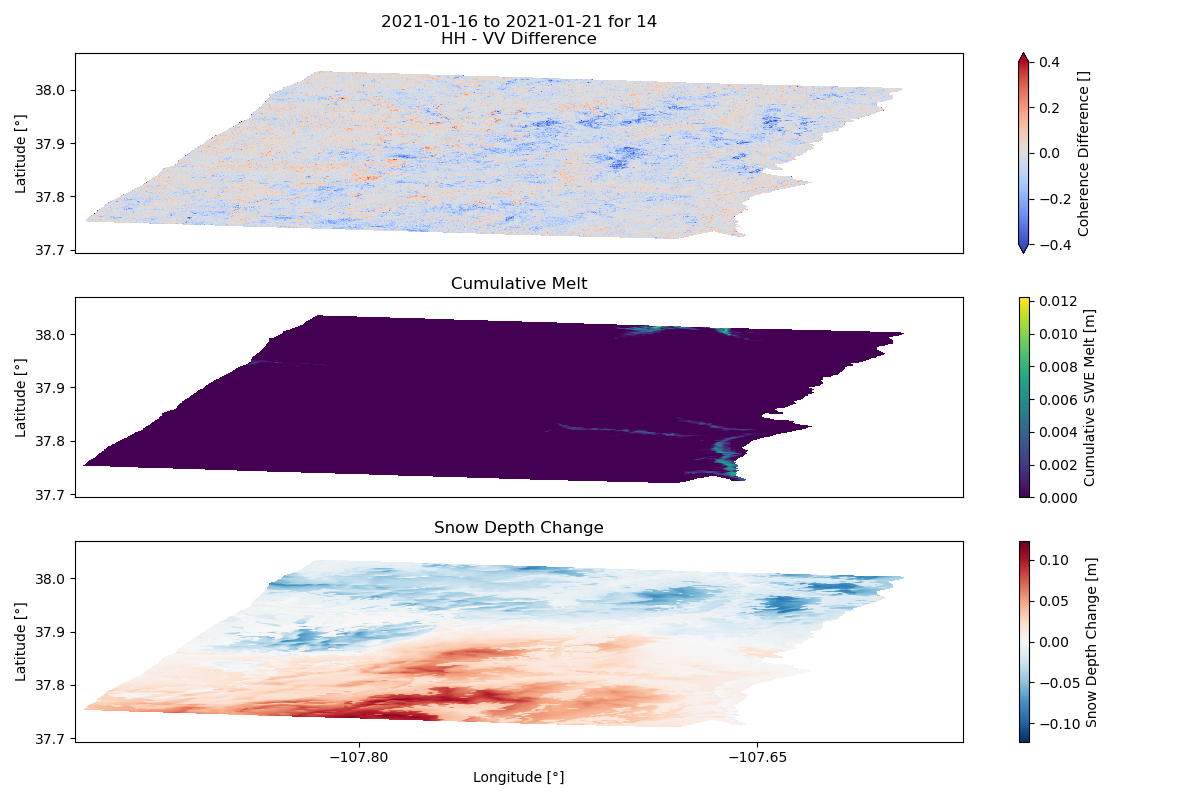 2021-01-16 to 2021-01-21 for 14
HH - VV Difference
38.0
37.9
37.8
37.7
Latitude [°]
0.4
0.2
0.0
−0.2
−0.4
Coherence Difference []
Cumulative Melt
38.0
37.9
37.8
37.7
Latitude [°]
0.012
0.010
0.008
0.006
0.004
0.002
0.000
Cumulative SWE Melt [m]
Snow Depth Change
38.0
37.9
37.8
37.7
Latitude [°]
0.10
0.05
0.00
−0.05
−0.10
Snow Depth Change [m]
−107.80
−107.65
Longitude [°]